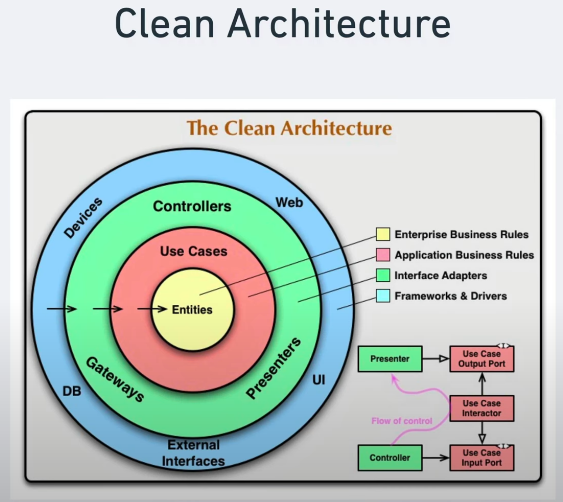 Clean Architecture
The Clean Architecture
Devices
Web
Controllers
Use Cases
Entities
Gateways
Presenters
DB
UI
External
Interfaces
Enterprise Business Rules
Application Business Rules
Interface Adapters
Frameworks & Drivers
Presenter
Use Case
Output Port
Use Case
Interactor
Flow of control
Controller
Use Case
Input Port